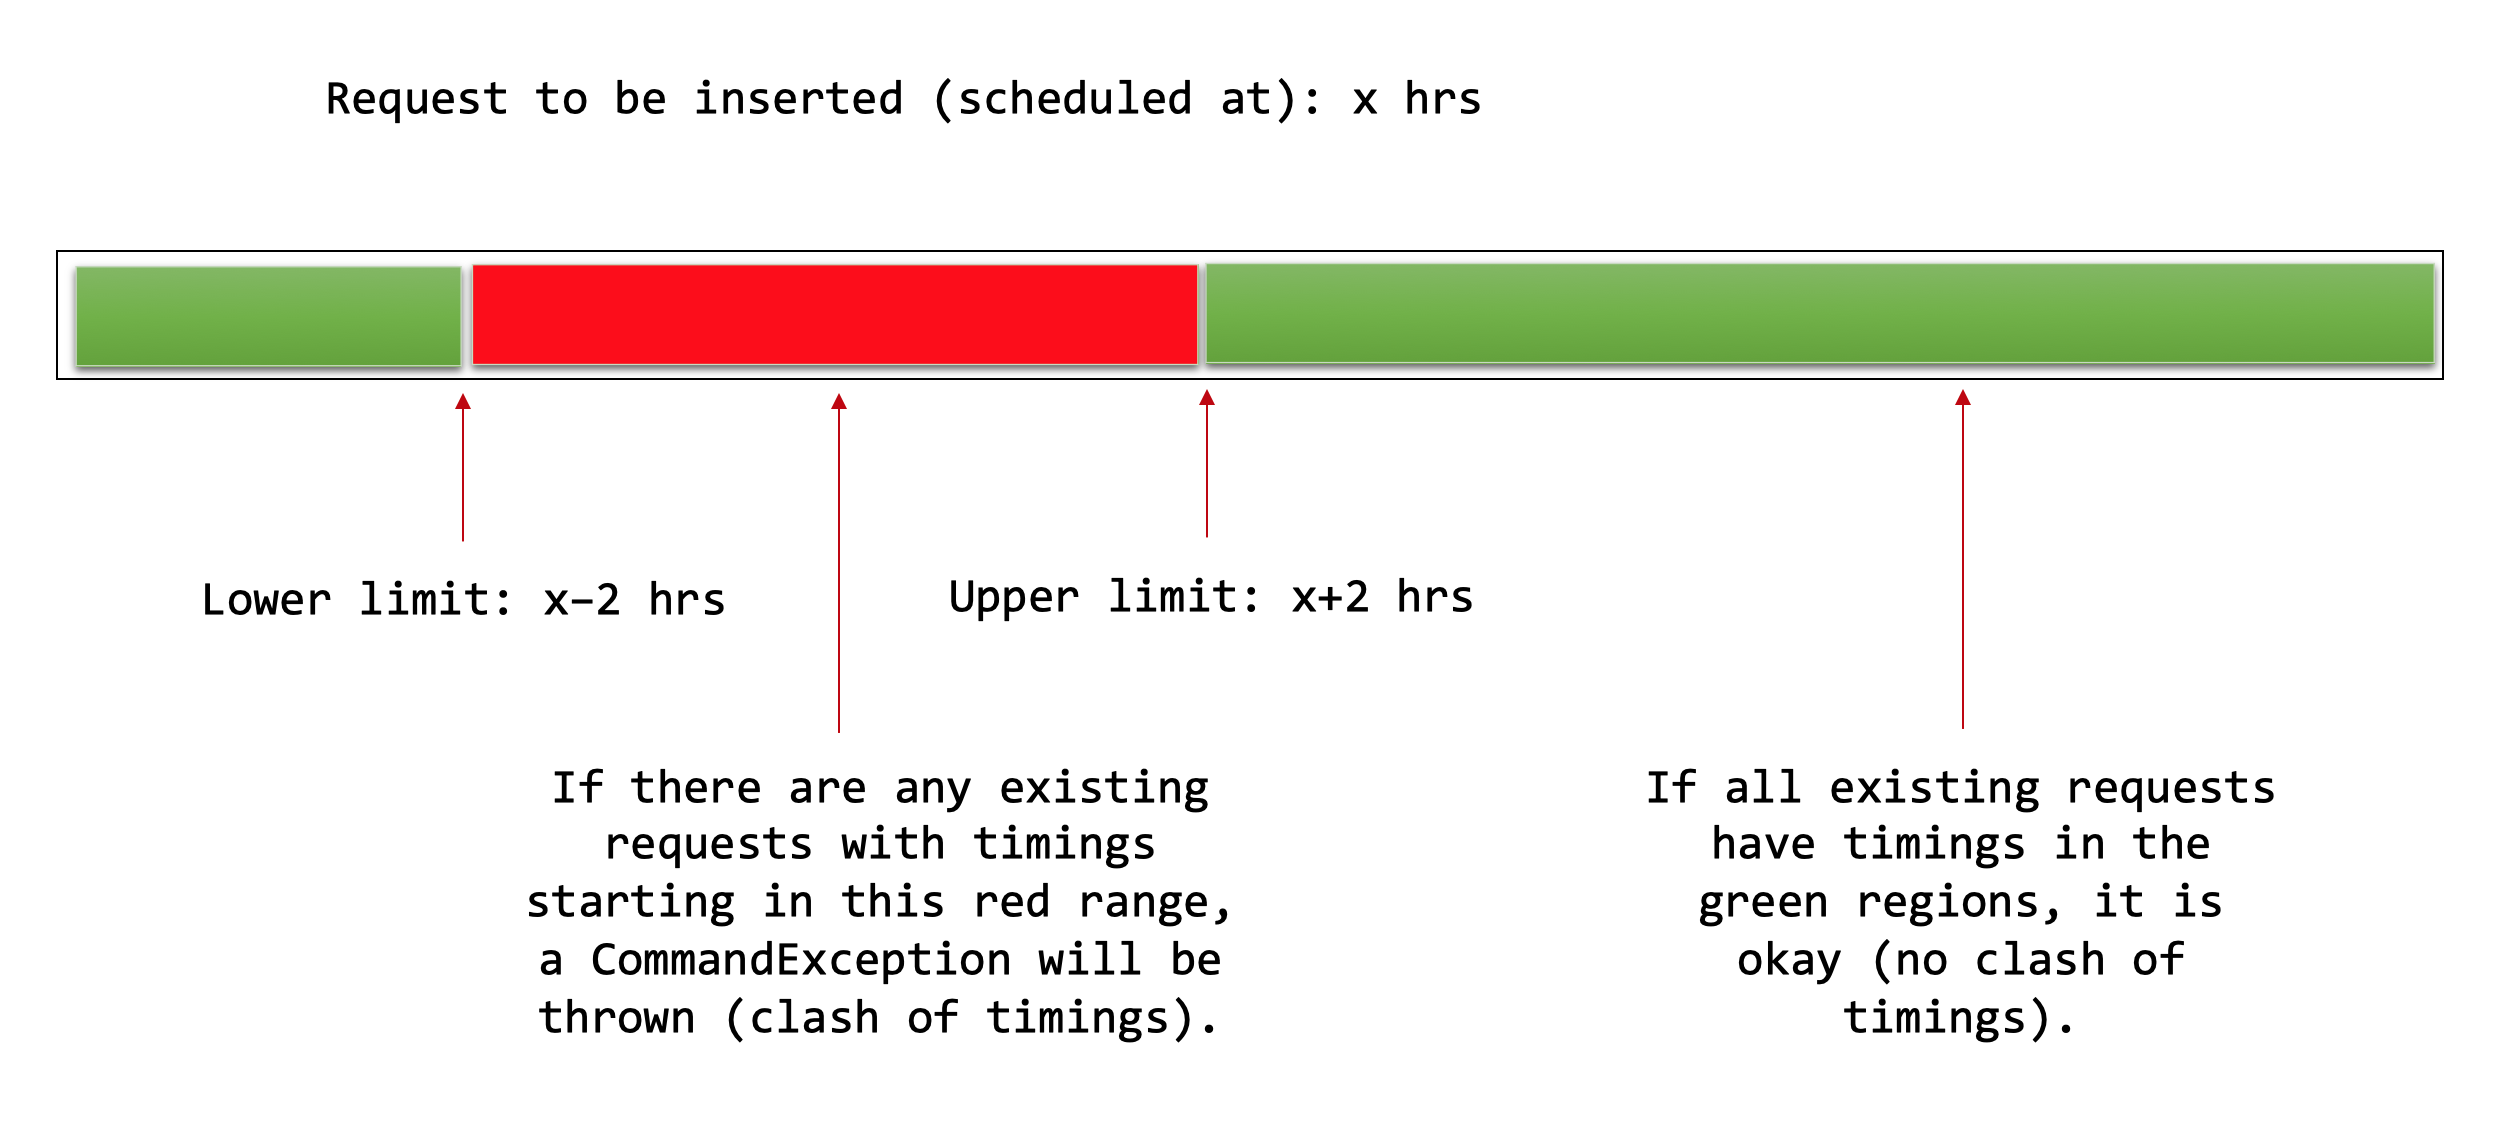 Request to be inserted (scheduled at): x hrs
Lower limit: x-2 hrs
Upper limit: x+2 hrs
If there are any existing
requests with timings
starting in this red range,
a CommandException will be
thrown (clash of timings).
If all existing requests
have timings in the
green regions, it is
okay (no clash of
timings).